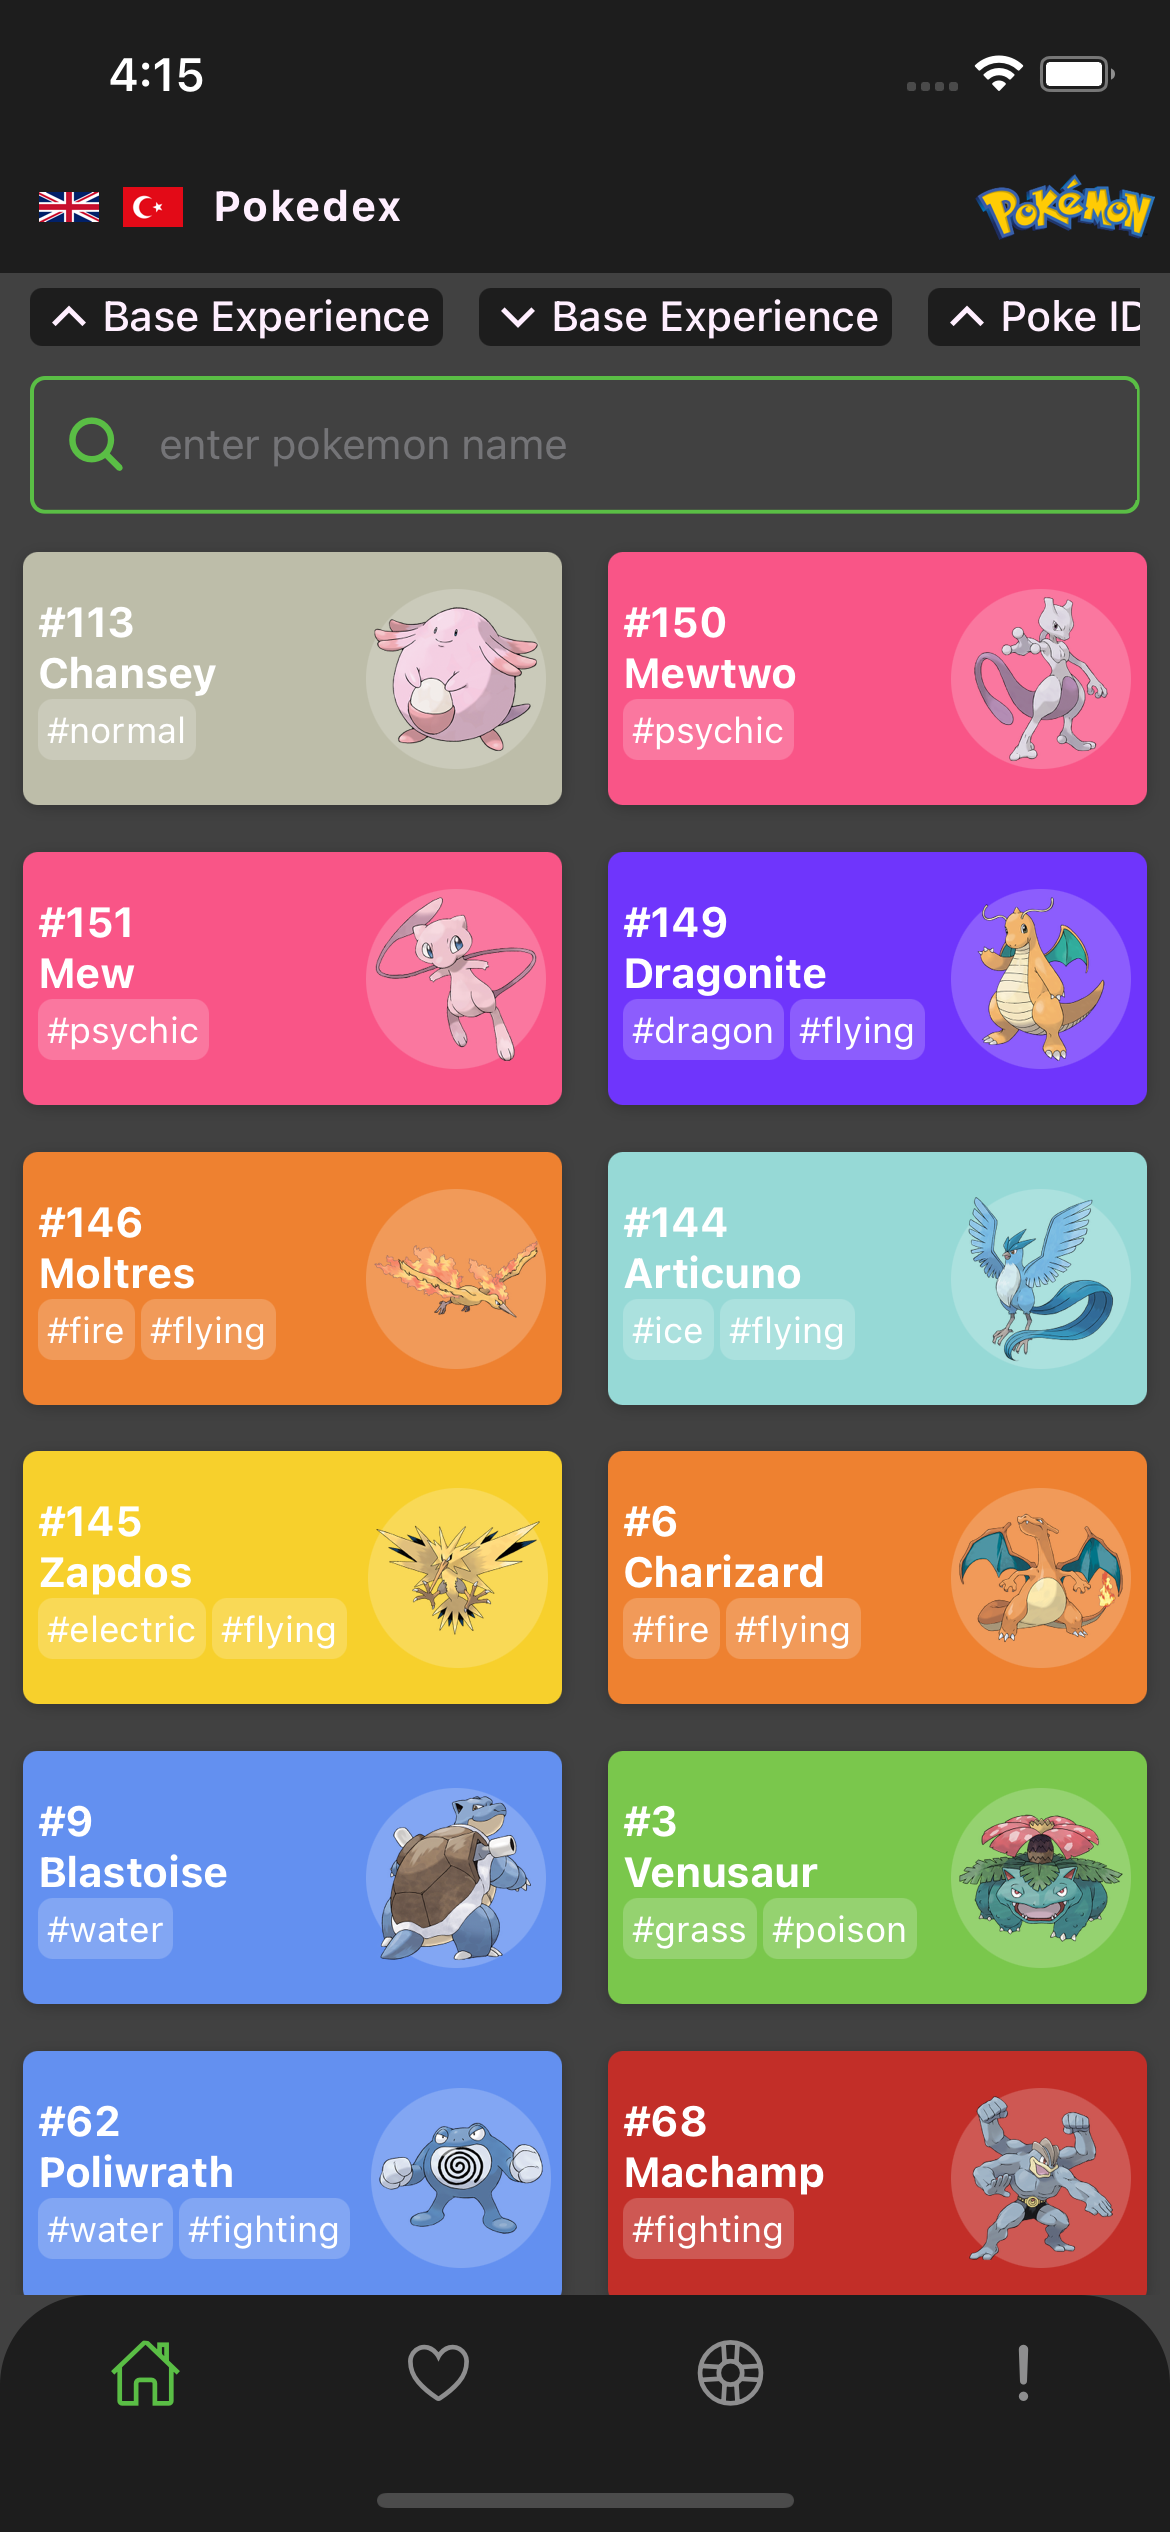 4:15
Pokedex
Pokémon
Base Experience
Base Experience
Poke ID
enter pokemon name
#113
Chansey
#normal
#150
Mewtwo
#psychic
#151
Mew
#psychic
#149
Dragonite
#dragon #flying
#146
Moltres
#fire #flying
#144
Articuno
#ice #flying
#145
Zapdos
#electric #flying
#6
Charizard
#fire #flying
#9
Blastoise
#water
#3
Venusaur
#grass #poison
#62
Poliwrath
#water #fighting
#68
Machamp
#fighting